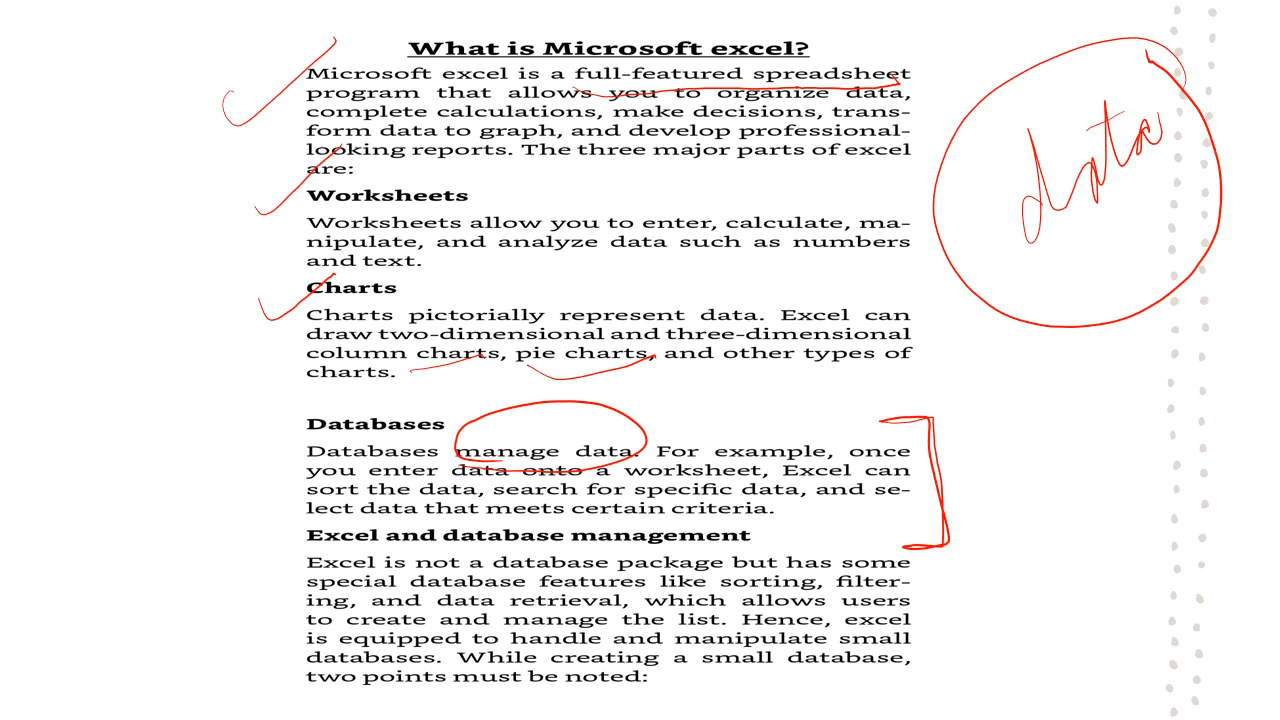 What is Microsoft excel?
Microsoft excel is a full-featured spreadsheet
program that allows you to organize data,
complete calculations, make decisions, trans-
form data to graph, and develop professional-
looking reports. The three major parts of excel
are:
Worksheets
Worksheets allow you to enter, calculate, ma-
nipulate, and analyze data such as numbers
and text.
Charts
Charts pictorially represent data. Excel can
draw two-dimensional and three-dimensional
column charts, pie charts, and other types of
charts.
Databases
Databases manage data. For example, once
you enter data onto a worksheet, Excel can
sort the data, search for specific data, and se-
lect data that meets certain criteria.
Excel and database management
Excel is not a database package but has some
special database features like sorting, filter-
ing, and data retrieval, which allows users
to create and manage the list. Hence, excel
is equipped to handle and manipulate small
databases. While creating a small database,
two points must be noted:
data